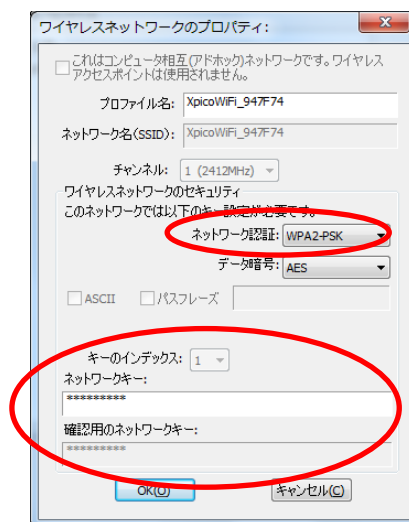 ワイヤレスネットワークのプロパティ:
これはコンピュータ相互(アドホック)ネットワークです。ワイヤレス
アクセスポイントは使用されません。
プロファイル名: XpicoWiFi_947F74
ネットワーク名(SSID): XpicoWiFi_947F74
チャンネル: 1 (2412MHz)
ワイヤレスネットワークのセキュリティ
このネットワークでは以下のキー設定が必要です。
ネットワーク認証: WPA2-PSK
データ暗号: AES
ASCII パスフレーズ
キーのインデックス: 1
ネットワークキー:
*********
確認用のネットワークキー:
*********
OK(O) キャンセル(C)